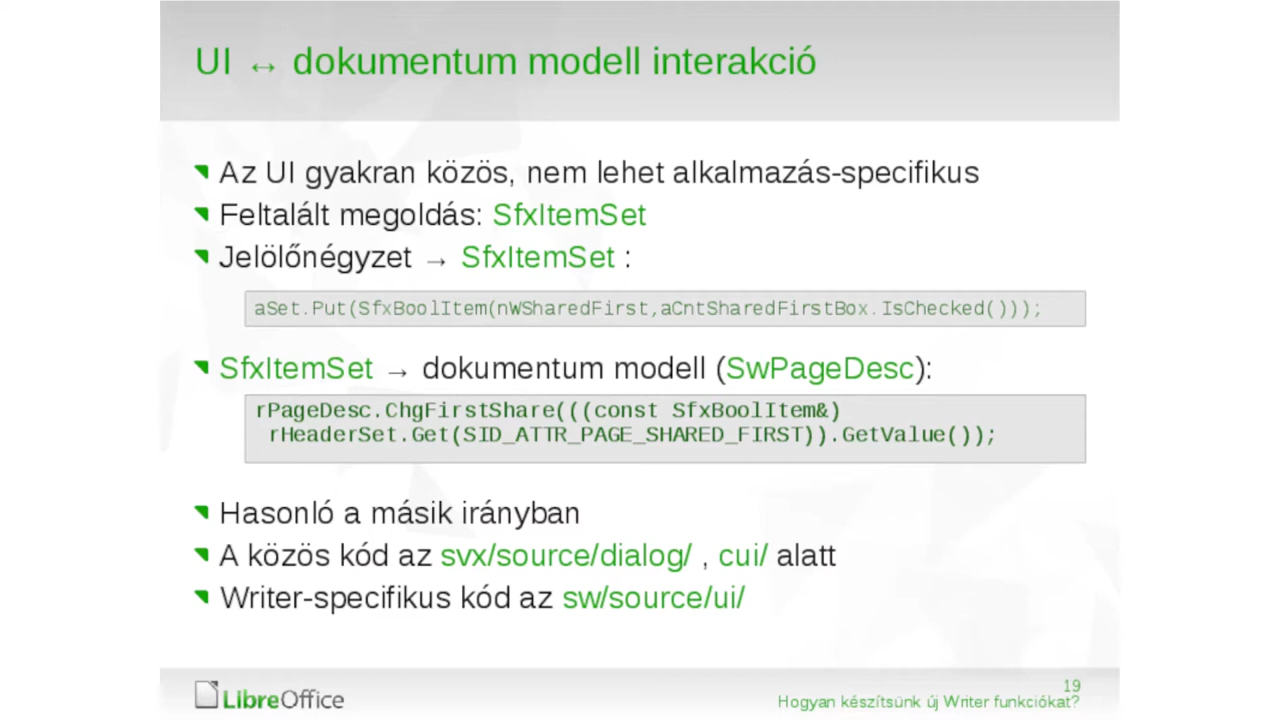 UI ↔ dokumentum modell interakció
Az UI gyakran közös, nem lehet alkalmazás-specifikus
Feltalált megoldás: SfxItemSet
Jelölőnégyzet → SfxItemSet :
aSet.Put(SfxBoolItem(nWSharedFirst,aCntSharedFirstBox.IsChecked()));
SfxItemSet → dokumentum modell (SwPageDesc):
rPageDesc.ChgFirstShare(((const SfxBoolItem&)
rHeaderSet.Get(SID_ATTR_PAGE_SHARED_FIRST)).GetValue());
Hasonló a másik irányban
A közös kód az svx/source/dialog/ , cui/ alatt
Writer-specifikus kód az sw/source/ui/
LibreOffice
19
Hogyan készítsünk új Writer funkciókat?